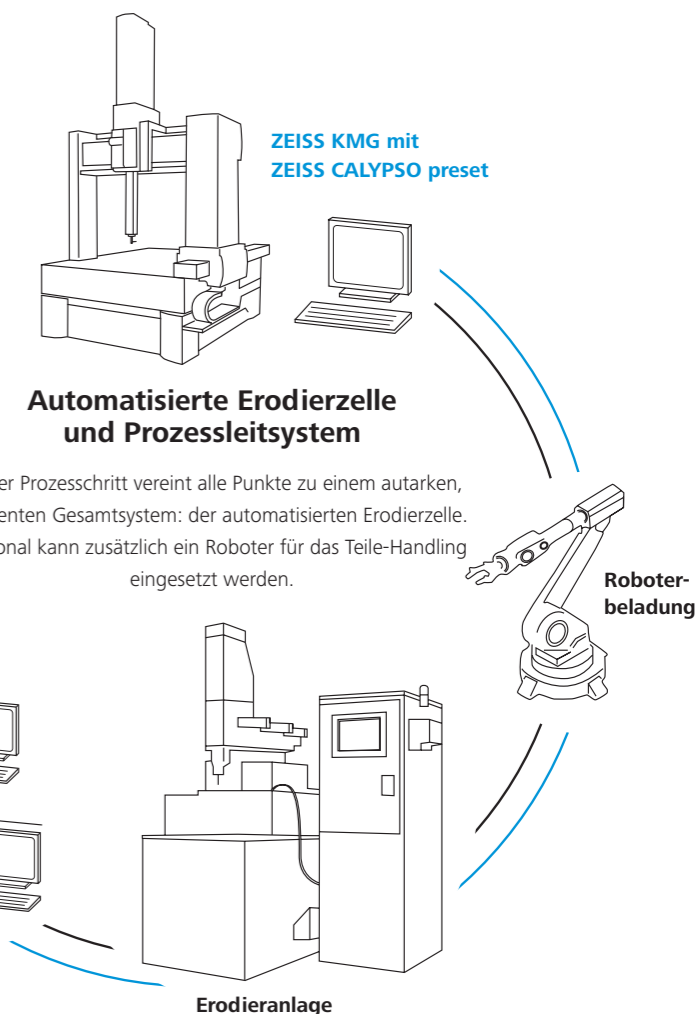 ZEISS KMG mit
ZEISS CALYPSO preset
Automatisierte Erodierzelle
und Prozessleitsystem
er Prozesschritt vereint alle Punkte zu einem autarken,
enten Gesamtsystem: der automatisierten Erodierzelle.
onal kann zusätzlich ein Roboter für das Teile-Handling
eingesetzt werden.
Roboter-
beladung
Erodieranlage